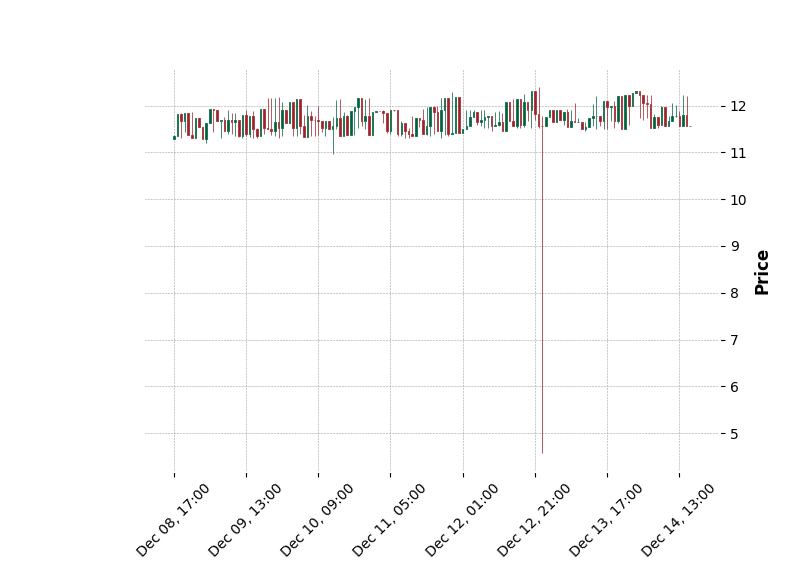 12
11
10
9
8
7
6
5
Price
Dec 08, 17:00
Dec 09, 13:00
Dec 10, 09:00
Dec 11, 05:00
Dec 12, 01:00
Dec 12, 21:00
Dec 13, 17:00
Dec 14, 13:00